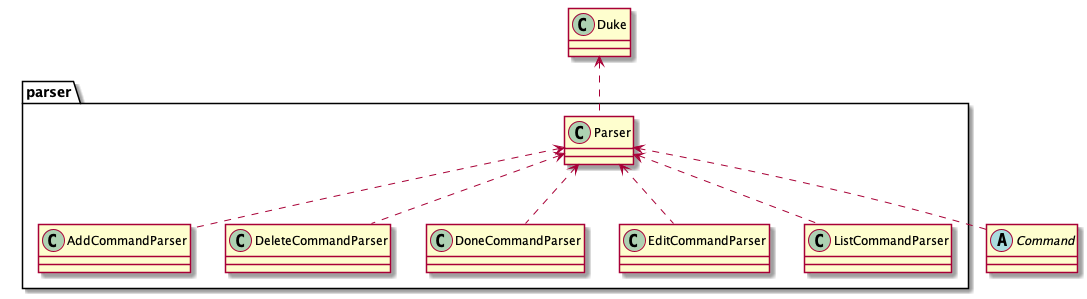 C Duke
parser
C Parser
C AddCommandParser
C DeleteCommandParser
C DoneCommandParser
C EditCommandParser
C ListCommandParser
A Command